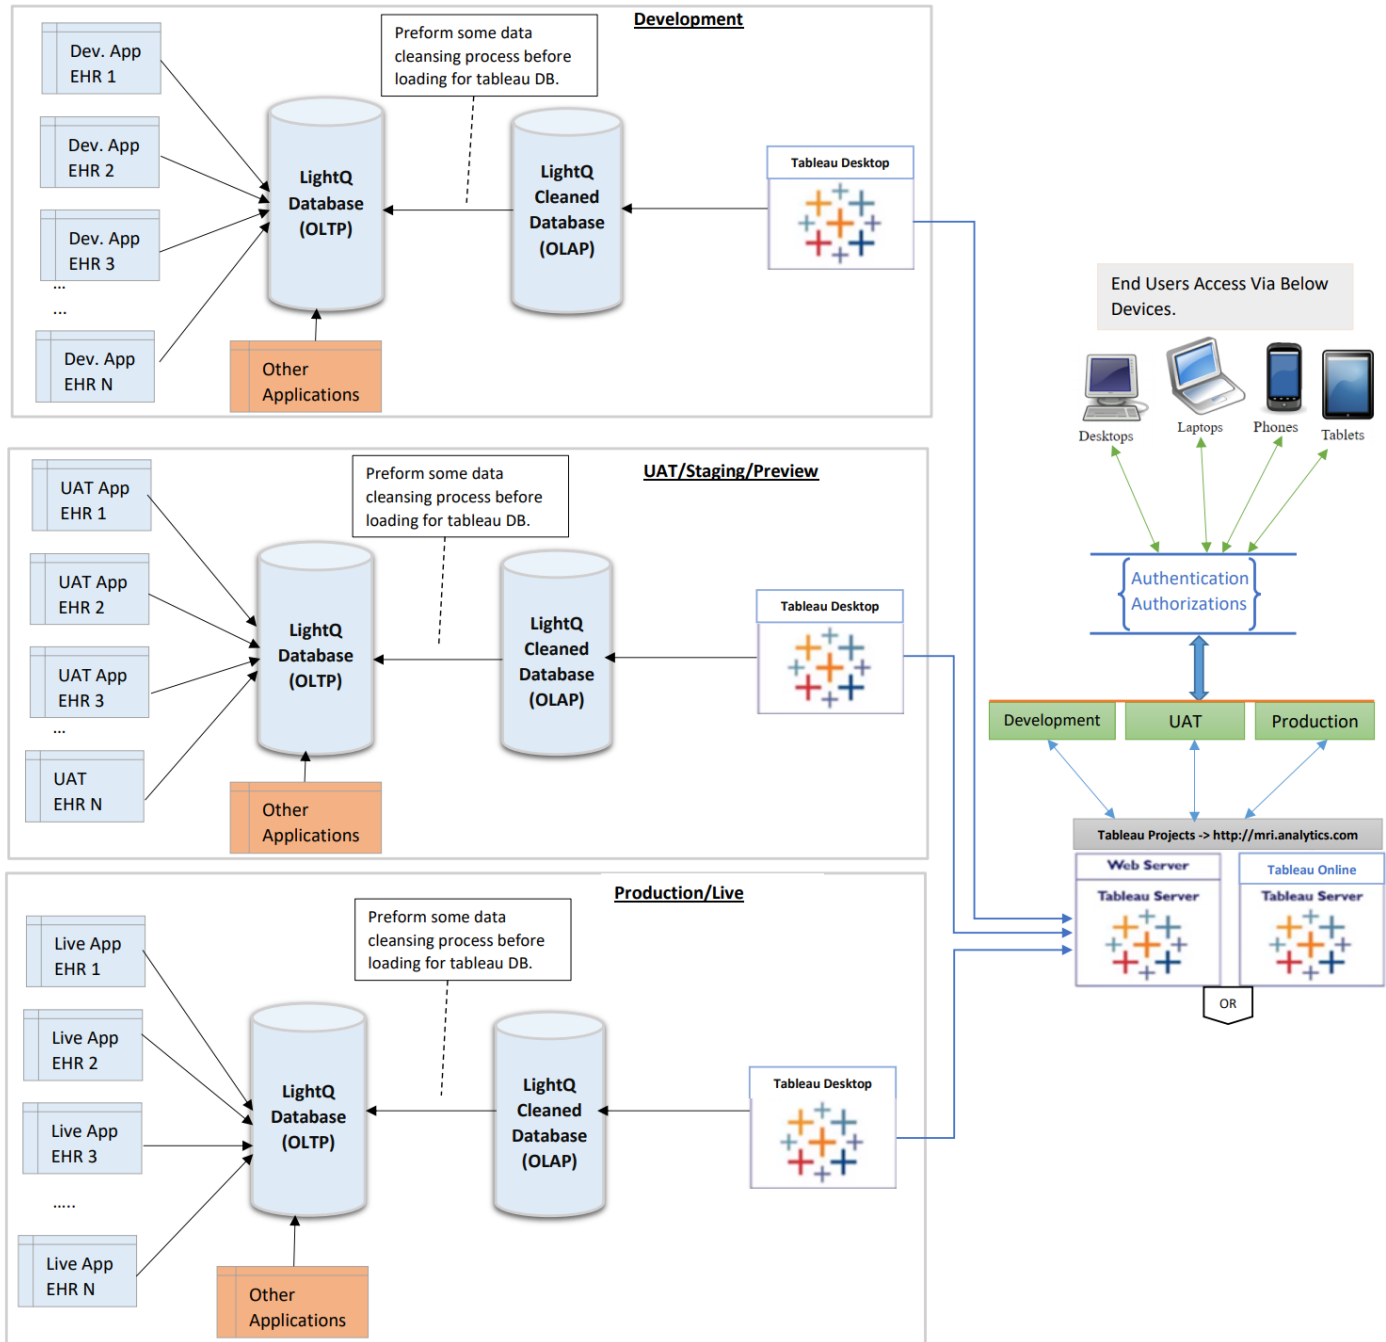 Development
Dev. App
EHR 1
Dev. App
EHR 2
Dev. App
EHR 3
...
...
Dev. App
EHR N
Preform some data
cleansing process before
loading for tableau DB.
LightQ
Database
(OLTP)
LightQ
Cleaned
Database
(OLAP)
Tableau Desktop
Other
Applications
UAT/Staging/Preview
UAT App
EHR 1
UAT App
EHR 2
UAT App
EHR 3
...
UAT
EHR N
Preform some data
cleansing process before
loading for tableau DB.
LightQ
Database
(OLTP)
LightQ
Cleaned
Database
(OLAP)
Tableau Desktop
Other
Applications
Production/Live
Live App
EHR 1
Live App
EHR 2
Live App
EHR 3
.....
Live App
EHR N
Preform some data
cleansing process before
loading for tableau DB.
LightQ
Database
(OLTP)
LightQ
Cleaned
Database
(OLAP)
Tableau Desktop
Other
Applications
End Users Access Via Below
Devices.
Desktops
Laptops
Phones
Tablets
Authentication
Authorizations
Development
UAT
Production
Tableau Projects -> http://mri.analytics.com
Web Server
Tableau Server
Tableau Online
Tableau Server
OR